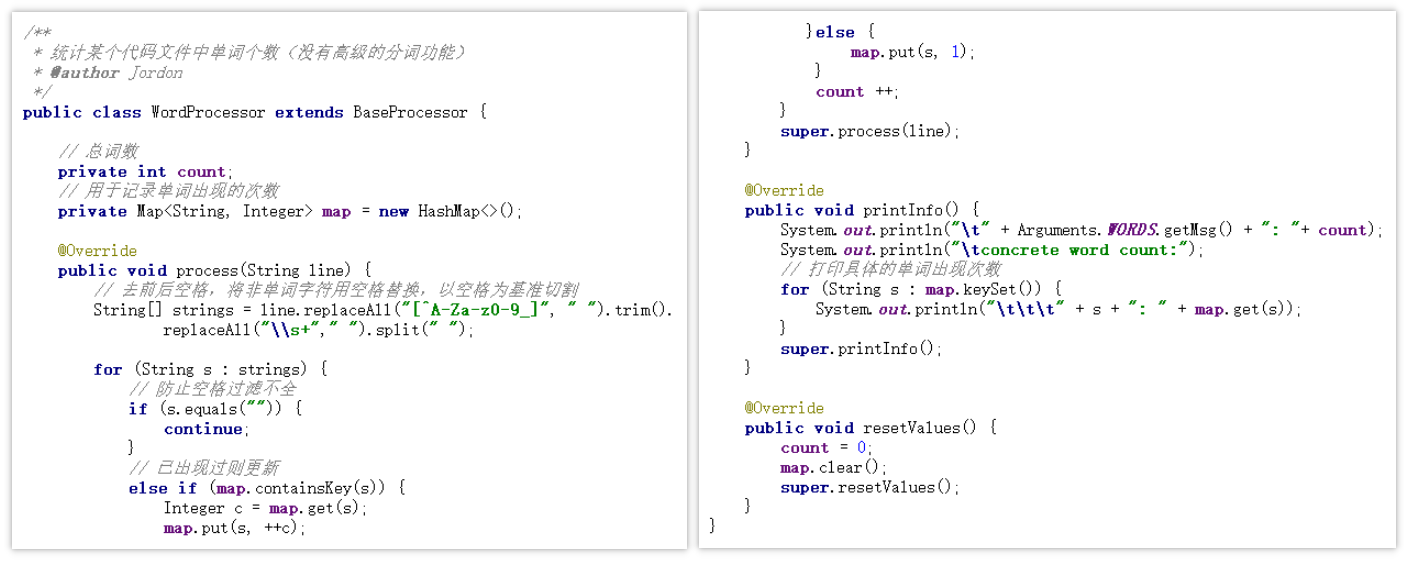 /**
 * 统计某个代码文件中单词个数（没有高级的分词功能）
 * @author Jordon
 */
public class WordProcessor extends BaseProcessor {

    // 总词数
    private int count;
    // 用于记录单词出现的次数
    private Map<String, Integer> map = new HashMap<>();

    @Override
    public void process(String line) {
        // 去前后空格，将非单词字符用空格替换，以空格为基准切割
        String[] strings = line.replaceAll("[^A-Za-z0-9_]", " ").trim().
                replaceAll("\\s+"," ").split(" ");

        for (String s : strings) {
            // 防止空格过滤不全
            if (s.equals("")) {
                continue;
            }
            // 已出现过则更新
            else if (map.containsKey(s)) {
                Integer c = map.get(s);
                map.put(s, ++c);
            }else {
                map.put(s, 1);
            }
            count ++;
        }
        super.process(line);
    }

    @Override
    public void printInfo() {
        System.out.println("\t" + Arguments.WORDS.getMsg() + ": "+ count);
        System.out.println("\tconcrete word count:");
        // 打印具体的单词出现次数
        for (String s : map.keySet()) {
            System.out.println("\t\t\t" + s + ": " + map.get(s));
        }
        super.printInfo();
    }

    @Override
    public void resetValues() {
        count = 0;
        map.clear();
        super.resetValues();
    }
}